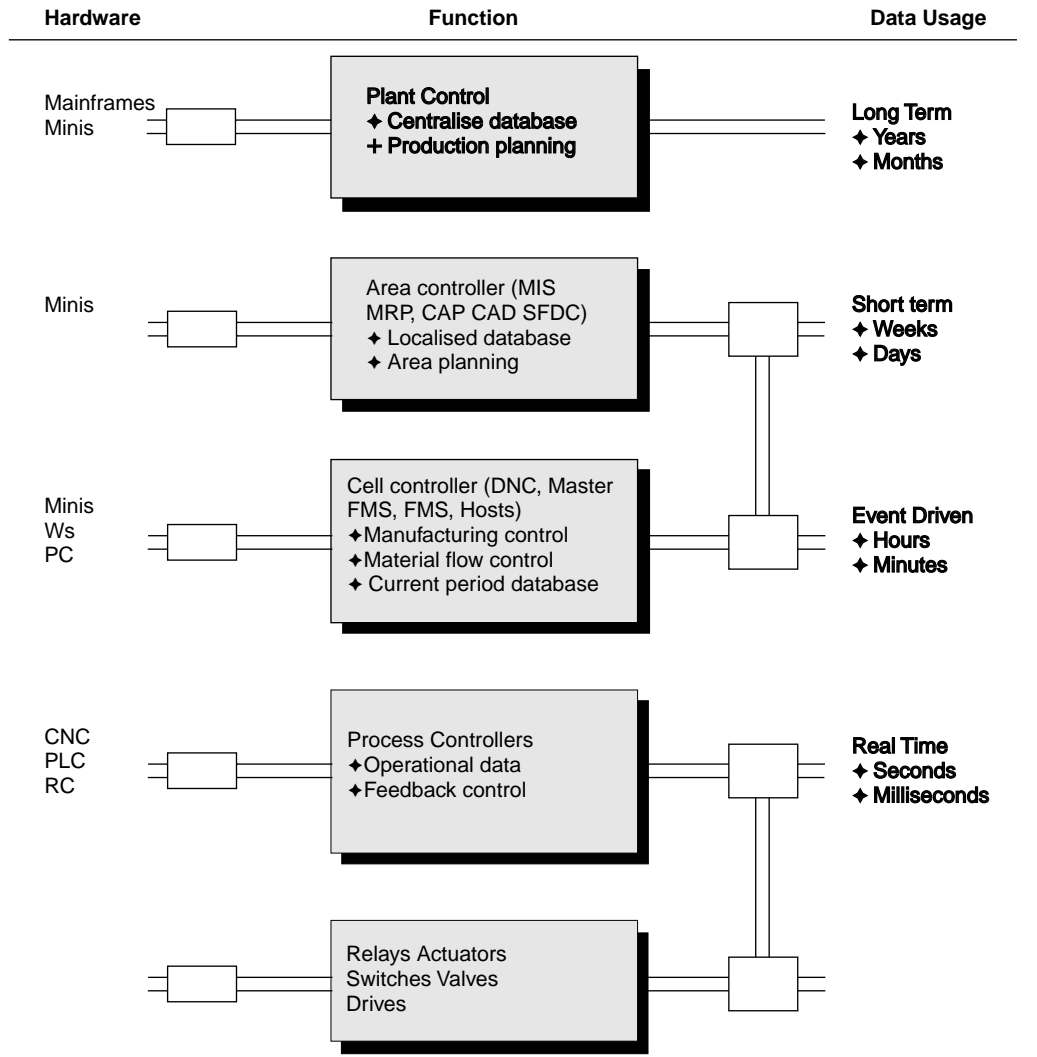 Hardware Function Data Usage
Mainframes
Minis
Plant Control
✦ Centralise database
+ Production planning
Long Term
✦ Years
✦ Months
Minis
Area controller (MIS
MRP, CAP CAD SFDC)
✦ Localised database
✦ Area planning
Short term
✦ Weeks
✦ Days
Minis
Ws
PC
Cell controller (DNC, Master
FMS, FMS, Hosts)
✦Manufacturing control
✦Material flow control
✦ Current period database
Event Driven
✦ Hours
✦ Minutes
CNC
PLC
RC
Process Controllers
✦Operational data
✦Feedback control
Real Time
✦ Seconds
✦ Milliseconds
Relays Actuators
Switches Valves
Drives